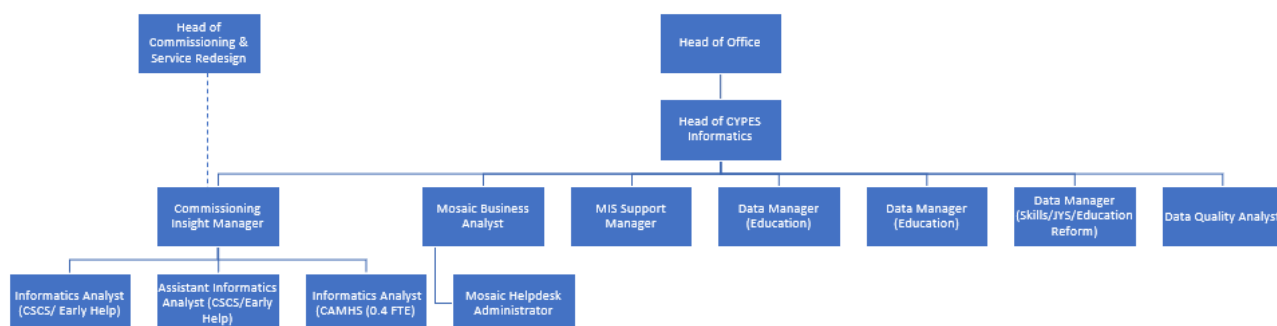 Head of
Commissioning &
Service Redesign
Head of Office
Head of CYPES
Informatics
Commissioning
Insight Manager
Mosaic Business
Analyst
MIS Support
Manager
Data Manager
(Education)
Data Manager
(Education)
Data Manager
(Skills/JYS/Education
Reform)
Data Quality Analyst
Informatics Analyst
(CSCS/ Early Help)
Assistant Informatics
Analyst (CSCS/Early
Help)
Informatics Analyst
(CAMHS (0.4 FTE)
Mosaic Helpdesk
Administrator